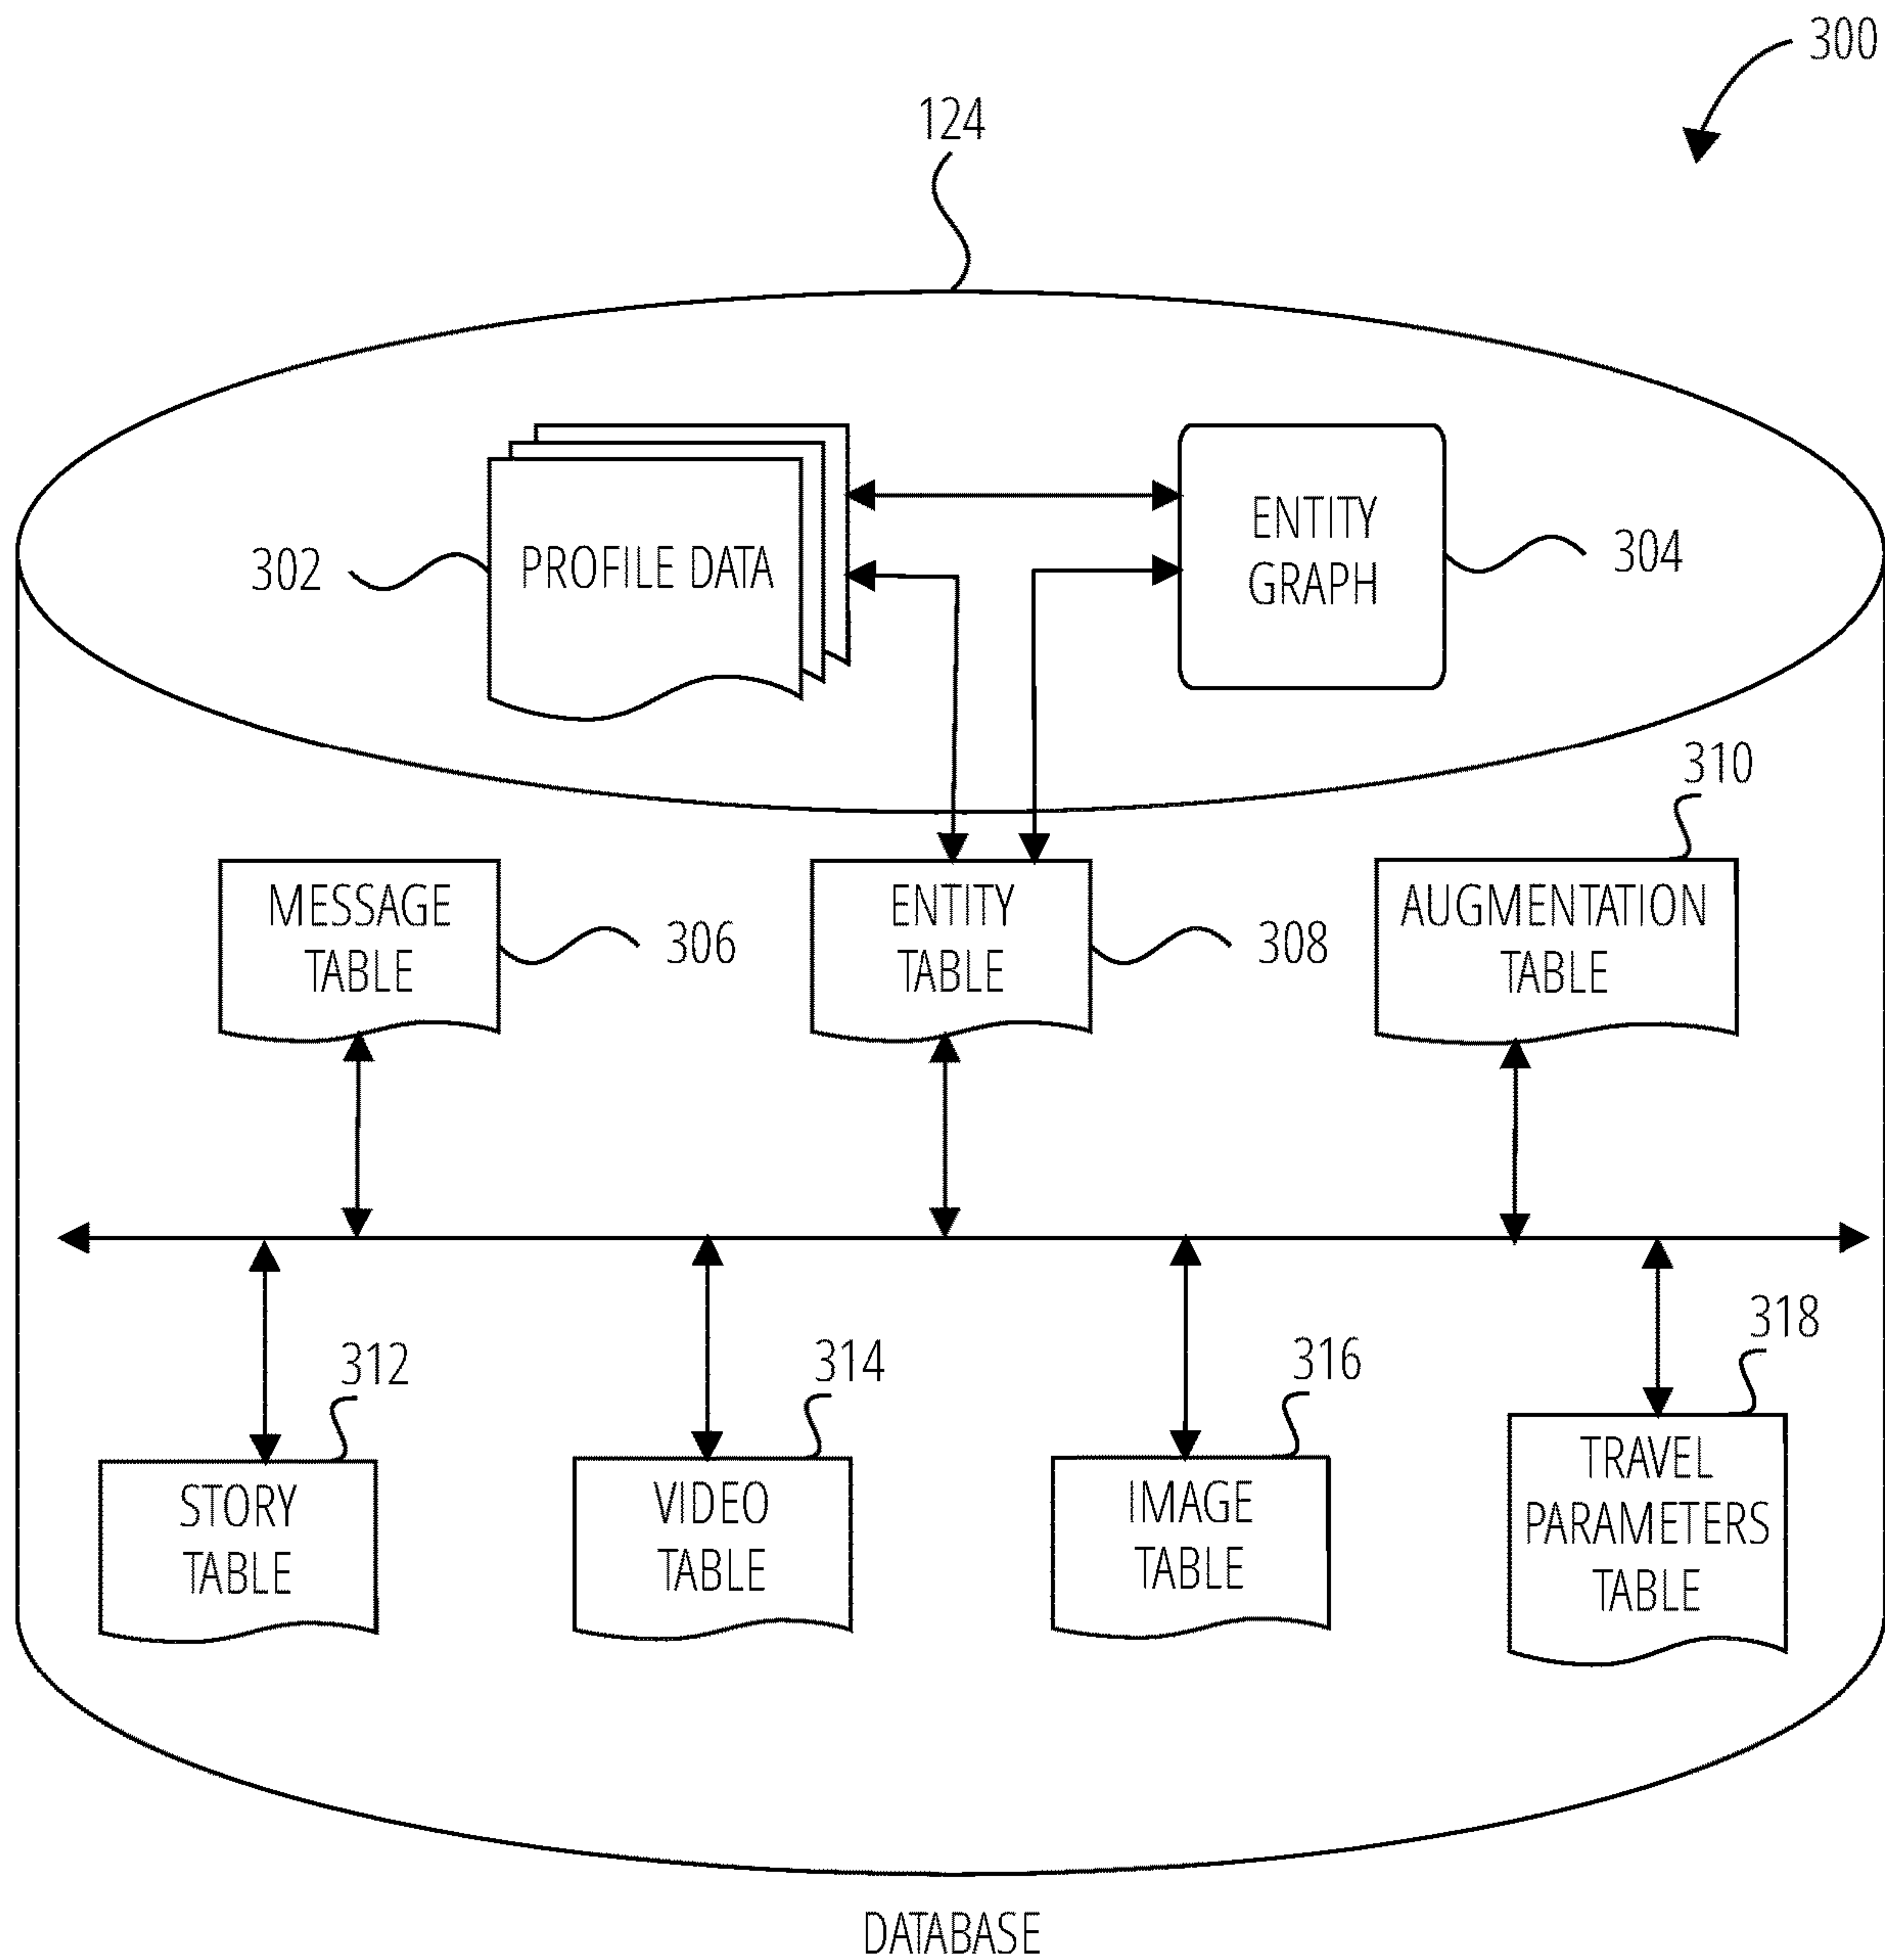 300
124
302
PROFILE DATA
ENTITY
GRAPH
304
310
MESSAGE
TABLE
306
ENTITY
TABLE
308
AUGMENTATION
TABLE
312
314
316
318
STORY
TABLE
VIDEO
TABLE
IMAGE
TABLE
TRAVEL
PARAMETERS
TABLE
DATABASE